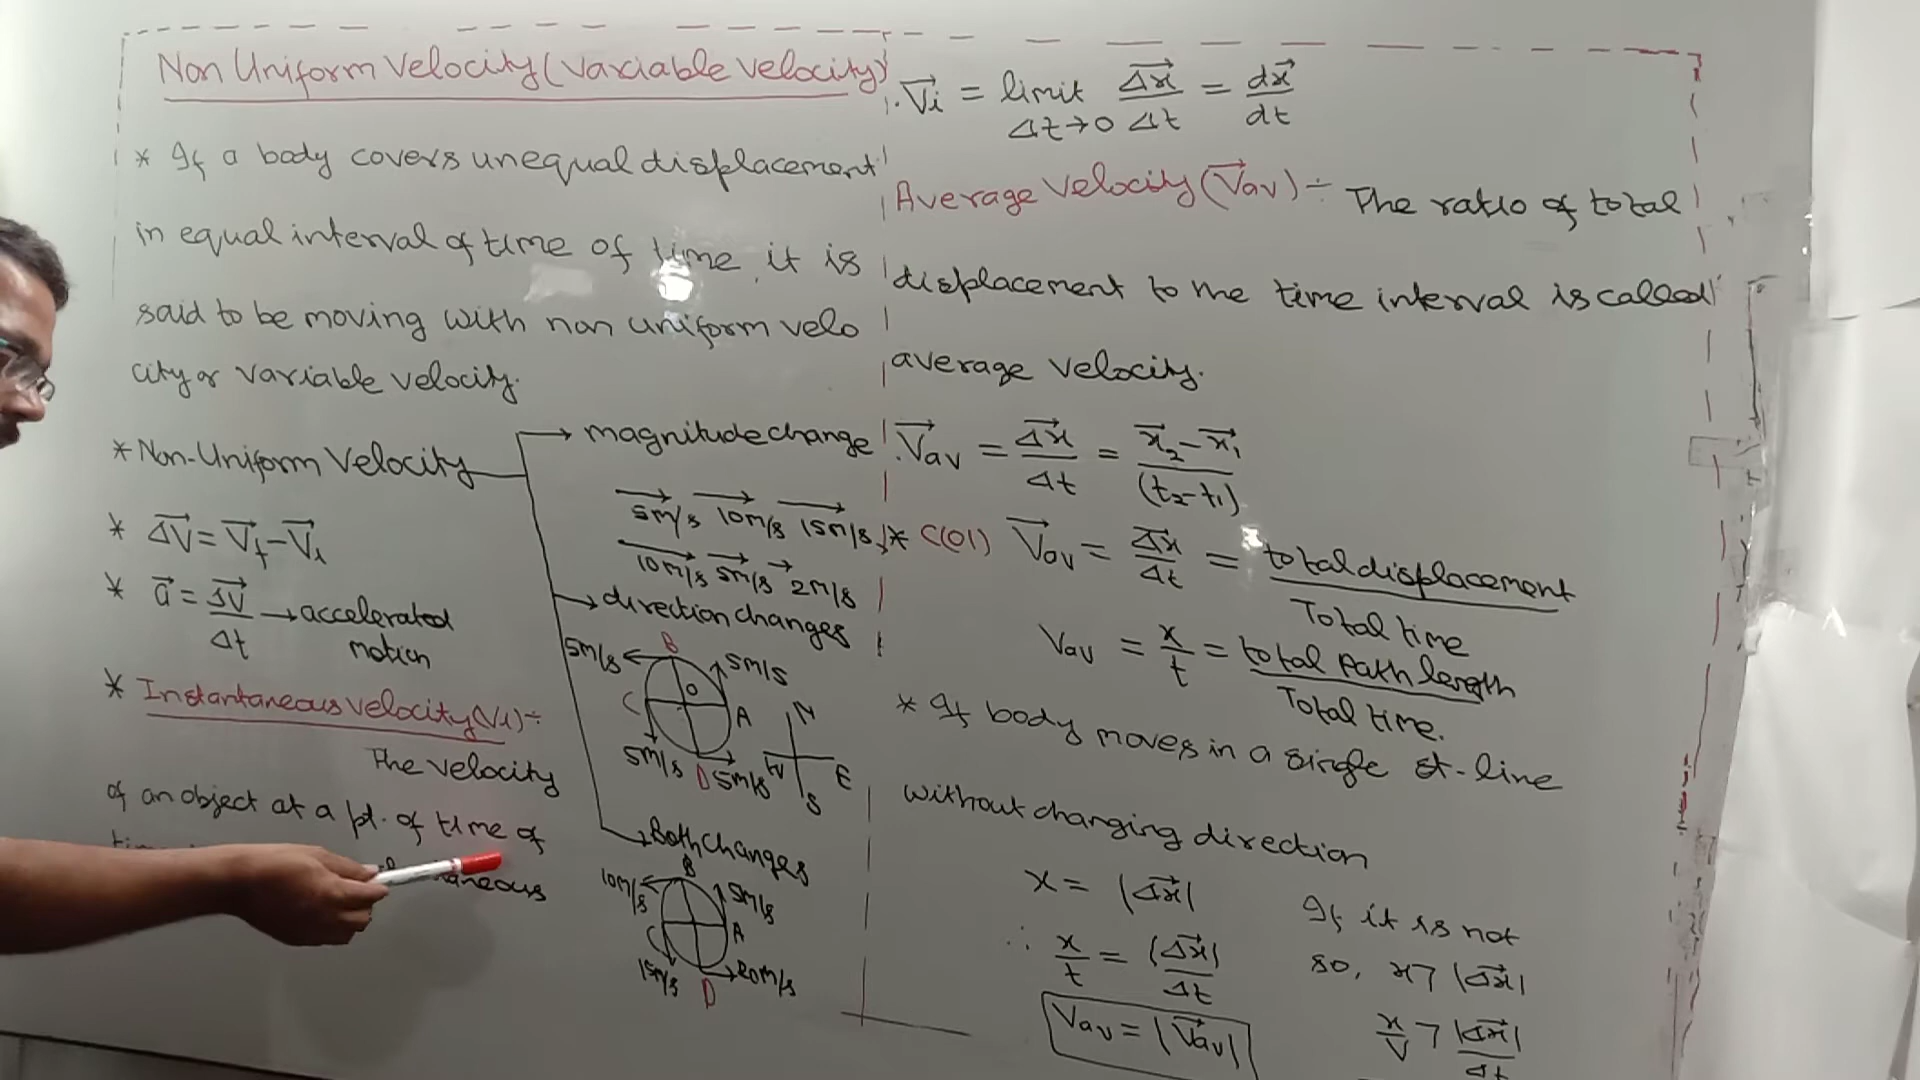 Non Uniform Velocity (Variable Velocity)
* If a body covers unequal displacement
in equal interval of time of time, it is
said to be moving with non uniform velo
city or variable velocity.
* Non-Uniform Velocity
→ magnitude change
5m/s 10m/s 15m/s
10m/s 5m/s 2m/s
* ΔV⃗ = V⃗f - V⃗i
* a⃗ = ΔV⃗/Δt → accelerated
motion
→ direction changes
B
5m/s 5m/s
O
C A
5m/s D 5m/s
N
W E
S
→ Both changes
B
10m/s 5m/s
C A
15m/s D 20m/s
* Instantaneous velocity (Vi) ÷
The velocity
of an object at a pt. of time of
V⃗i = limit Δt→0 Δx⃗/Δt = dx⃗/dt
Average Velocity (V⃗av) ÷ The ratio of total
displacement to the time interval is called
average velocity.
V⃗av = Δx⃗/Δt = x⃗₂ - x⃗₁/(t₂-t₁)
* C(01) V⃗av = Δx⃗/Δt = total displacement/Total time
Vav = x/t = total path length/Total time.
* If body moves in a single st-line
without changing direction
x = |Δx⃗|
∴ x/t = |Δx⃗|/Δt
Vav = |V⃗av|
If it is not
so, x > |Δx⃗|
x/V > |Δx⃗|/Δt